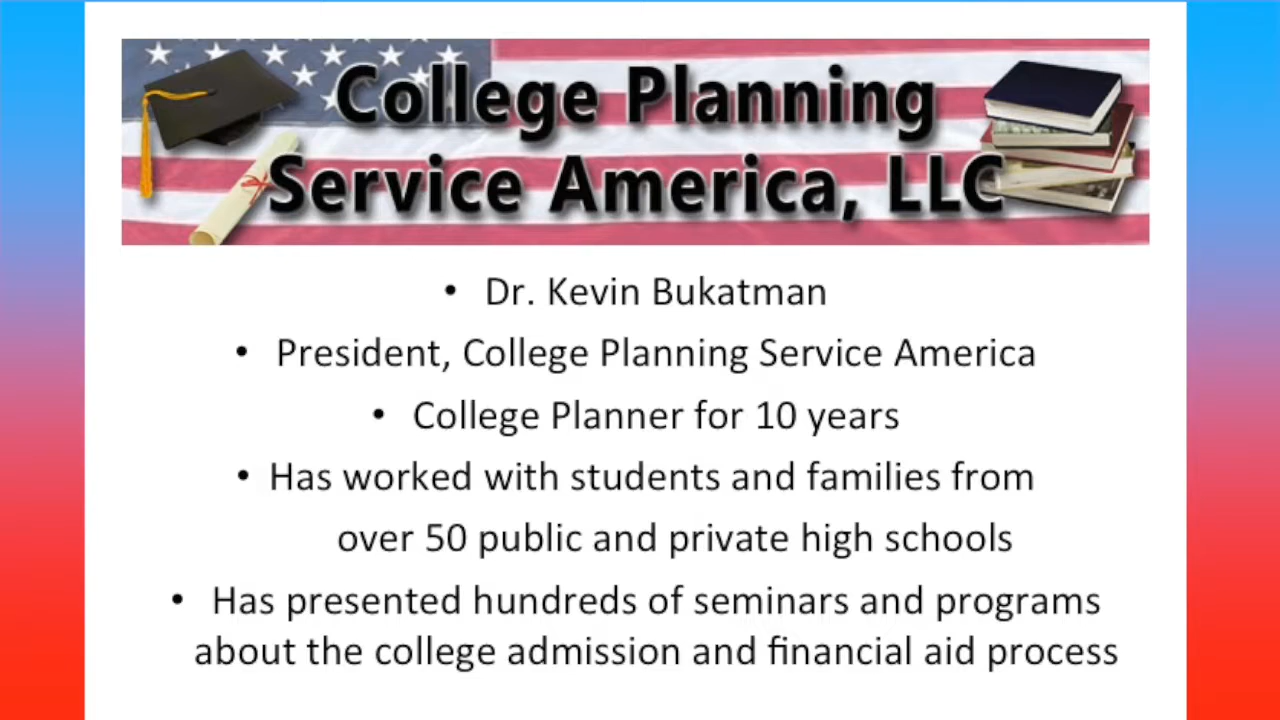 College Planning
Service America, LLC
• Dr. Kevin Bukatman
• President, College Planning Service America
• College Planner for 10 years
• Has worked with students and families from
over 50 public and private high schools
• Has presented hundreds of seminars and programs
about the college admission and financial aid process